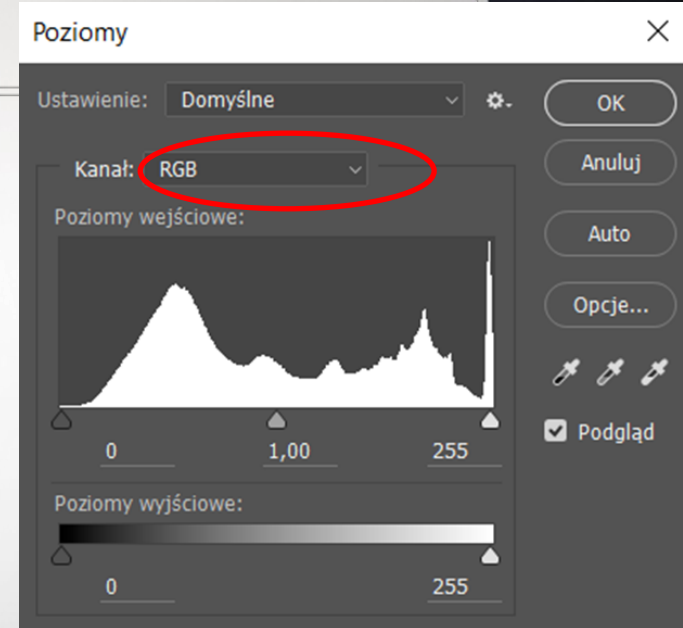 Poziomy
Ustawienie: Domyślne
OK
Kanał: RGB
Anuluj
Poziomy wejściowe:
Auto
Opcje...
0 1,00 255
Podgląd
Poziomy wyjściowe:
0 255